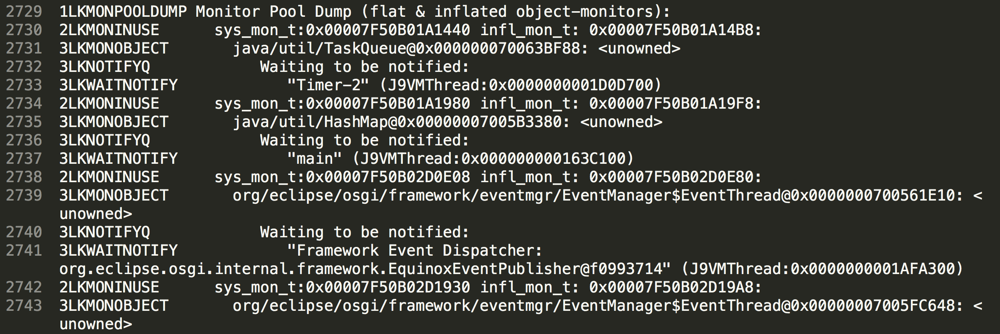 2729 1LKMONPOOLDUMP Monitor Pool Dump (flat & inflated object-monitors):
2730 2LKMONINUSE      sys_mon_t:0x00007F50B01A1440 infl_mon_t: 0x00007F50B01A14B8:
2731 3LKMONOBJECT       java/util/TaskQueue@0x000000070063BF88: <unowned>
2732 3LKNOTIFYQ            Waiting to be notified:
2733 3LKWAITNOTIFY            "Timer-2" (J9VMThread:0x0000000001D0D700)
2734 2LKMONINUSE      sys_mon_t:0x00007F50B01A1980 infl_mon_t: 0x00007F50B01A19F8:
2735 3LKMONOBJECT       java/util/HashMap@0x00000007005B3380: <unowned>
2736 3LKNOTIFYQ            Waiting to be notified:
2737 3LKWAITNOTIFY            "main" (J9VMThread:0x000000000163C100)
2738 2LKMONINUSE      sys_mon_t:0x00007F50B02D0E08 infl_mon_t: 0x00007F50B02D0E80:
2739 3LKMONOBJECT       org/eclipse/osgi/framework/eventmgr/EventManager$EventThread@0x0000000700561E10: <
unowned>
2740 3LKNOTIFYQ            Waiting to be notified:
2741 3LKWAITNOTIFY            "Framework Event Dispatcher:
org.eclipse.osgi.internal.framework.EquinoxEventPublisher@f0993714" (J9VMThread:0x0000000001AFA300)
2742 2LKMONINUSE      sys_mon_t:0x00007F50B02D1930 infl_mon_t: 0x00007F50B02D19A8:
2743 3LKMONOBJECT       org/eclipse/osgi/framework/eventmgr/EventManager$EventThread@0x00000007005FC648: <
unowned>